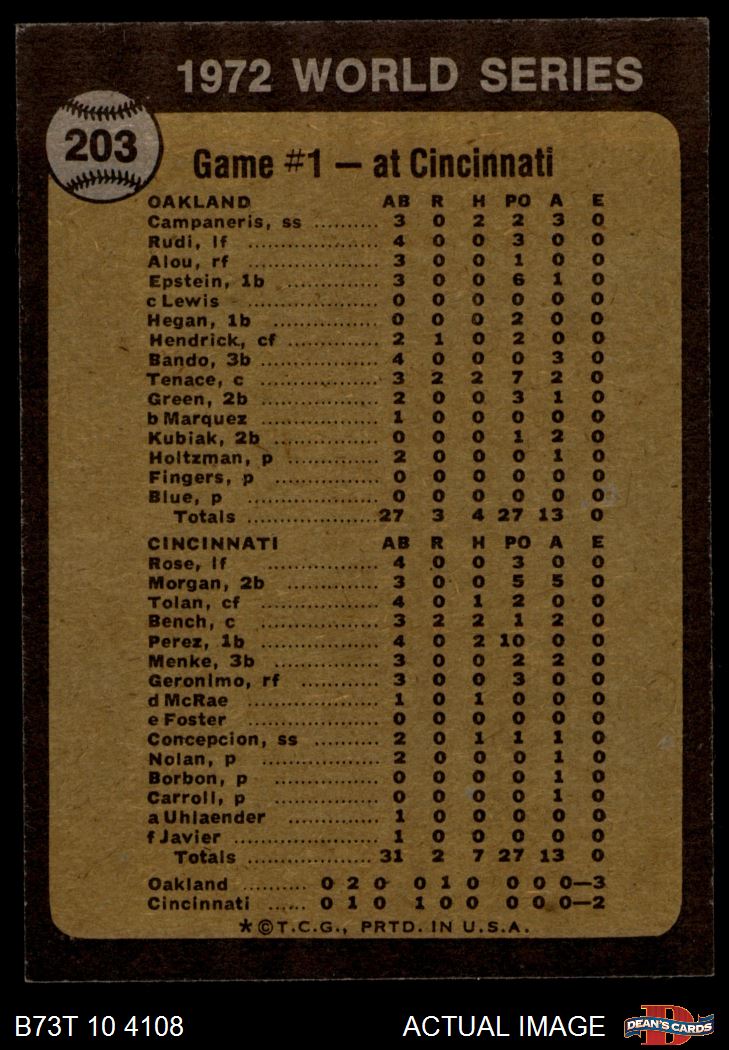 1972 WORLD SERIES
203
Game #1 — at Cincinnati
OAKLAND AB R H PO A E
Campaneris, ss .......... 3 0 2 2 3 0
Rudi, lf .................... 4 0 0 3 0 0
Alou, rf .................... 3 0 0 1 0 0
Epstein, 1b .............. 3 0 0 6 1 0
c Lewis .................... 0 0 0 0 0 0
Hegan, 1b ................ 0 0 0 2 0 0
Hendrick, cf .............. 2 1 0 2 0 0
Bando, 3b ................ 4 0 0 0 3 0
Tenace, c .................. 3 2 2 7 2 0
Green, 2b .................. 2 0 0 3 1 0
b Marquez .................. 1 0 0 0 0 0
Kubiak, 2b ................ 0 0 0 1 2 0
Holtzman, p .............. 2 0 0 0 1 0
Fingers, p ................ 0 0 0 0 0 0
Blue, p .................... 0 0 0 0 0 0
Totals .................... 27 3 4 27 13 0
CINCINNATI AB R H PO A E
Rose, lf .................... 4 0 0 3 0 0
Morgan, 2b ................ 3 0 0 5 5 0
Tolan, cf .................. 4 0 1 2 0 0
Bench, c .................... 3 2 2 1 2 0
Perez, 1b .................. 4 0 2 10 0 0
Menke, 3b .................. 3 0 0 2 2 0
Geronimo, rf .............. 3 0 0 3 0 0
d McRae .................... 1 0 1 0 0 0
e Foster .................... 0 0 0 0 0 0
Concepcion, ss .......... 2 0 1 1 1 0
Nolan, p .................... 2 0 0 0 1 0
Borbon, p .................. 0 0 0 0 1 0
Carroll, p .................. 0 0 0 0 1 0
a Uhlaender .............. 1 0 0 0 0 0
f Javier .................... 1 0 0 0 0 0
Totals .................... 31 2 7 27 13 0
Oakland .......... 0 2 0 0 1 0 0 0 0—3
Cincinnati ...... 0 1 0 1 0 0 0 0 0—2
*©T.C.G., PRTD. IN U.S.A.
B73T 10 4108 ACTUAL IMAGE DEAN'S CARDS